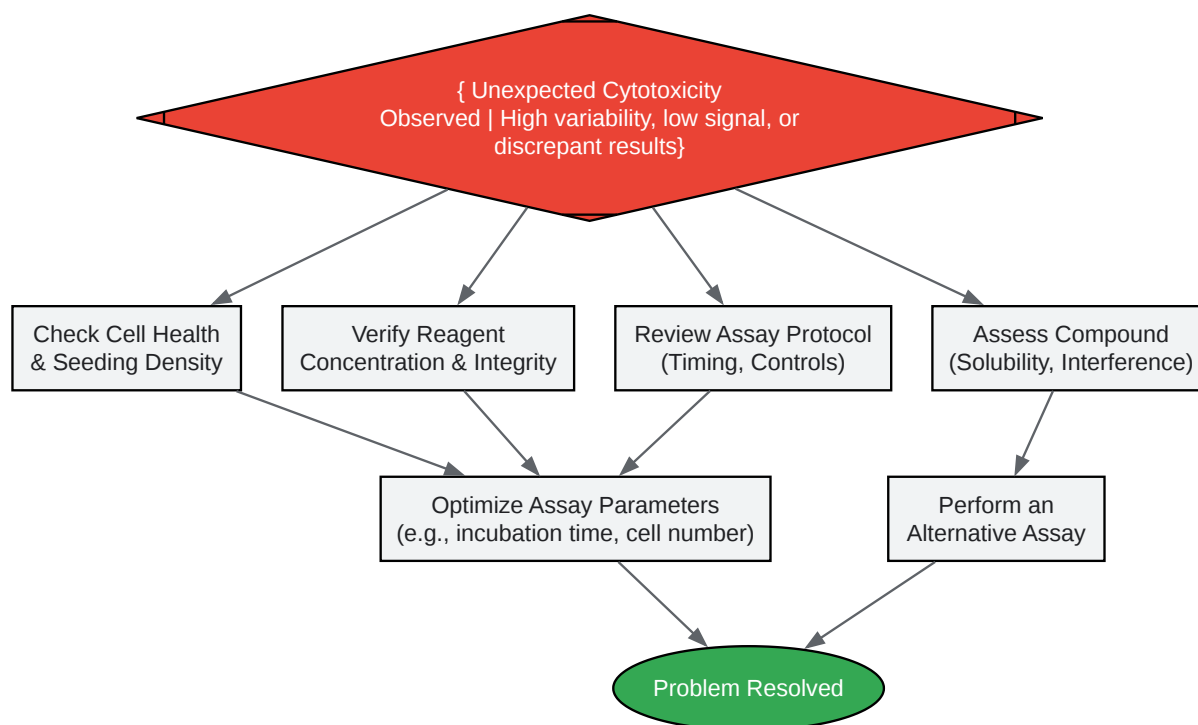 { Unexpected Cytotoxicity
Observed | High variability, low signal, or
discrepant results}
Check Cell Health
& Seeding Density
Verify Reagent
Concentration & Integrity
Review Assay Protocol
(Timing, Controls)
Assess Compound
(Solubility, Interference)
Optimize Assay Parameters
(e.g., incubation time, cell number)
Perform an
Alternative Assay
Problem Resolved